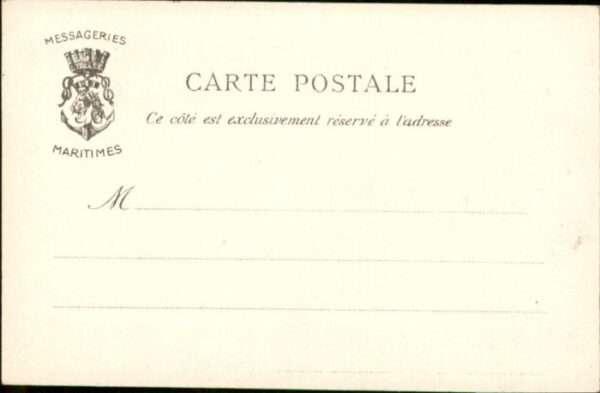 MESSAGERIES
MARITIMES
CARTE POSTALE
Ce côté est exclusivement réservé à l'adresse
M